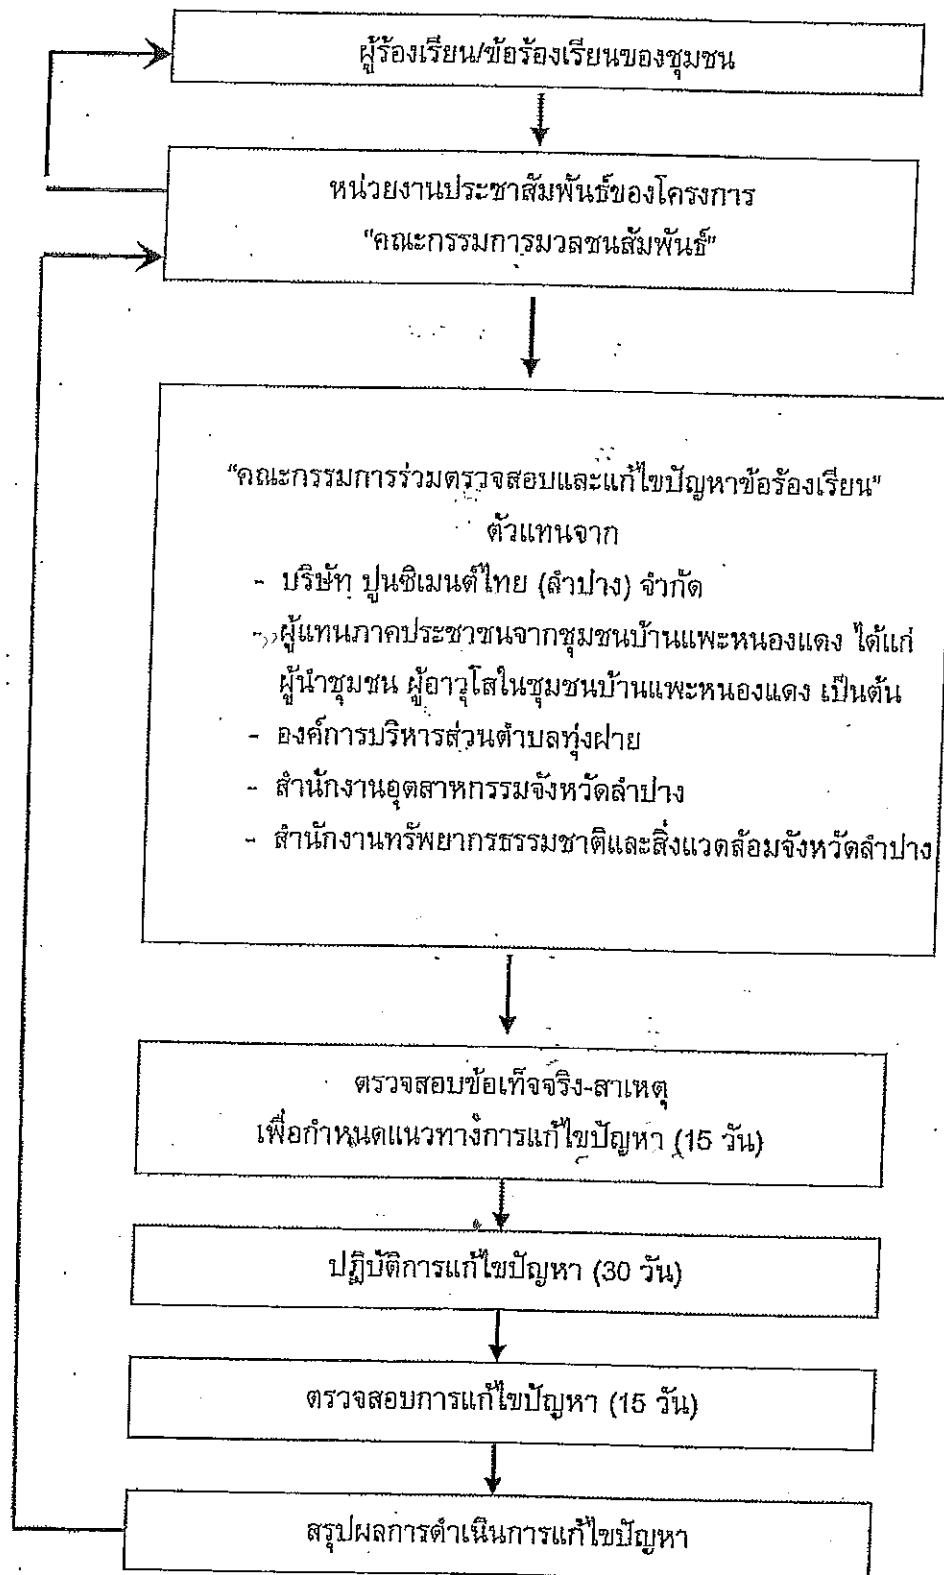 ผู้ร้องเรียน/ข้อร้องเรียนของชุมชน
หน่วยงานประชาสัมพันธ์ของโครงการ
"คณะกรรมการมวลชนสัมพันธ์"
"คณะกรรมการร่วมตรวจสอบและแก้ไขปัญหาข้อร้องเรียน"
ตัวแทนจาก
- บริษัท ปูนซิเมนต์ไทย (ลำปาง) จำกัด
- ผู้แทนภาคประชาชนจากชุมชนบ้านแพะหนองแดง ได้แก่
ผู้นำชุมชน ผู้อาวุโสในชุมชนบ้านแพะหนองแดง เป็นต้น
- องค์การบริหารส่วนตำบลทุ่งฝาย
- สำนักงานอุตสาหกรรมจังหวัดลำปาง
- สำนักงานทรัพยากรธรรมชาติและสิ่งแวดล้อมจังหวัดลำปาง
ตรวจสอบข้อเท็จจริง-สาเหตุ
เพื่อกำหนดแนวทางการแก้ไขปัญหา (15 วัน)
ปฏิบัติการแก้ไขปัญหา (30 วัน)
ตรวจสอบการแก้ไขปัญหา (15 วัน)
สรุปผลการดำเนินการแก้ไขปัญหา